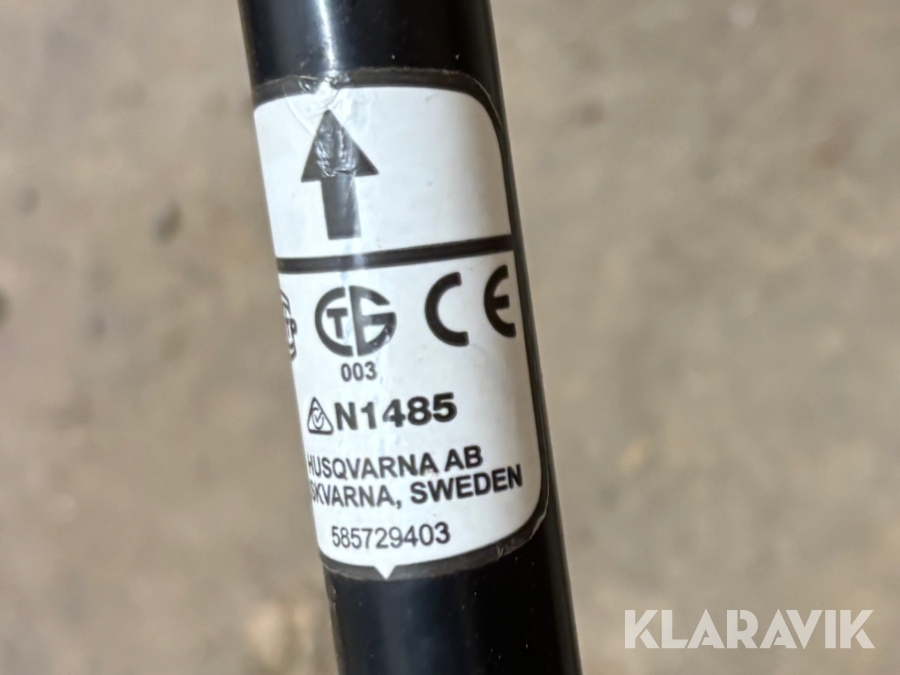 CE
003
N1485
HUSQVARNA AB
SKVARNA, SWEDEN
585729403
KLARAVIK